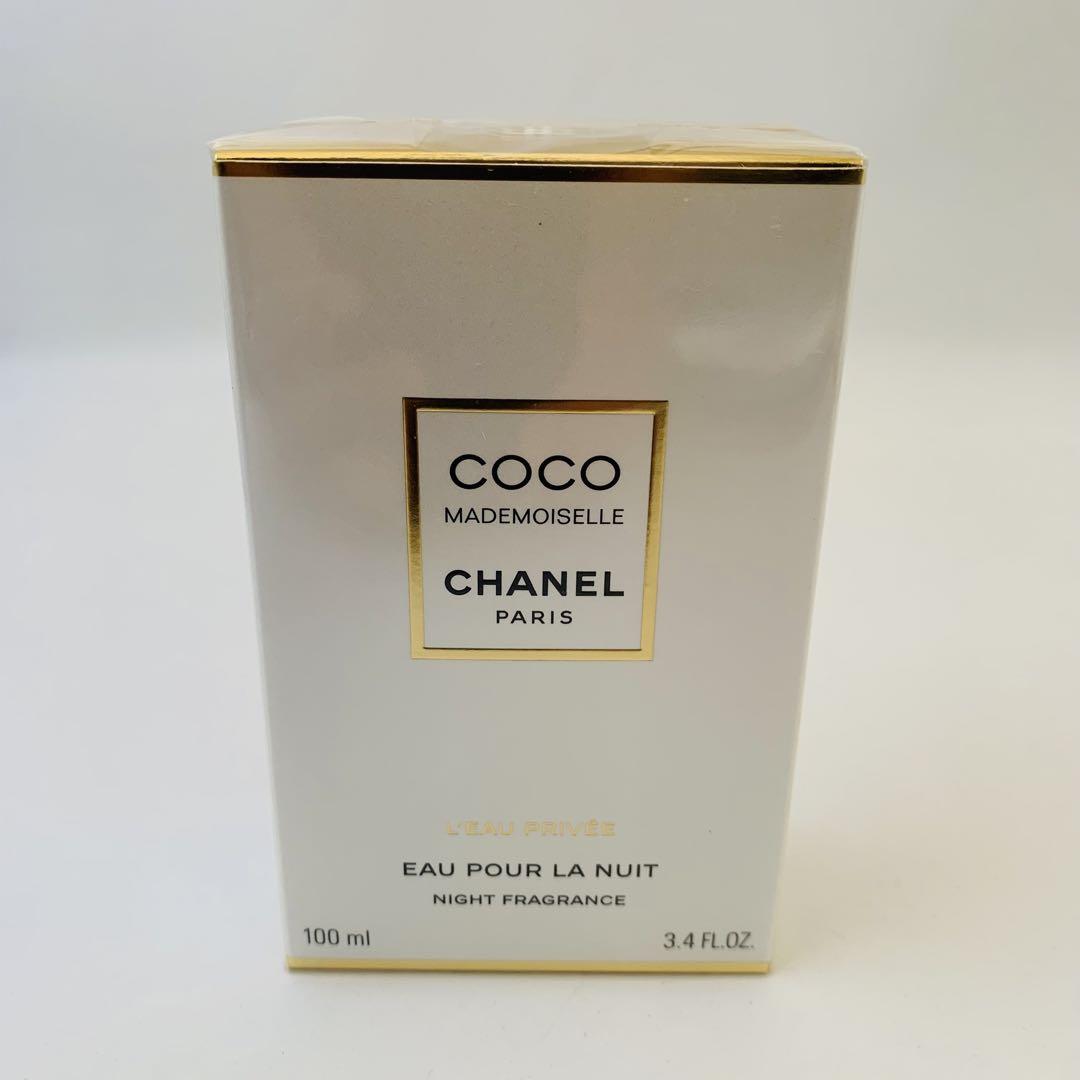 COCO
MADEMOISELLE
CHANEL
PARIS
L'EAU PRIVÉE
EAU POUR LA NUIT
NIGHT FRAGRANCE
100 ml
3.4 FL.OZ.